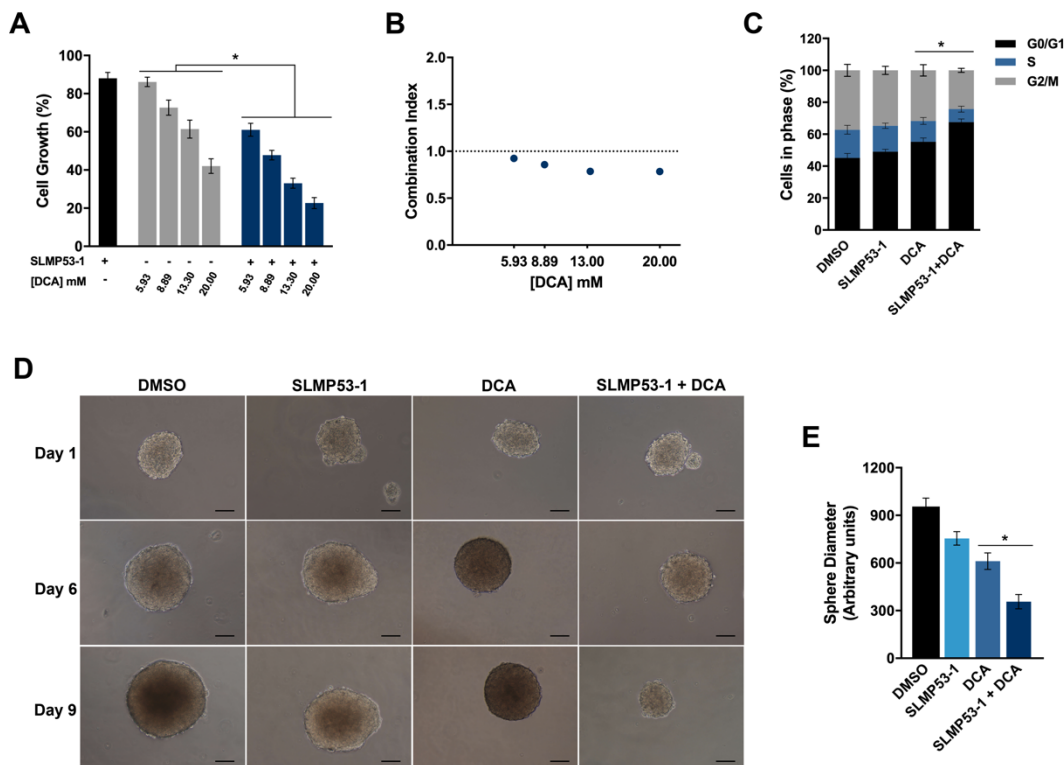 A
Cell Growth (%)
100
80
60
40
20
0
SLMP53-1 + - - - - + + + +
[DCA] mM - 5.93 8.89 13.30 20.00 5.93 8.89 13.30 20.00
*
B
Combination Index
2.0
1.5
1.0
0.5
0.0
5.93 8.89 13.00 20.00
[DCA] mM
C
Cells in phase (%)
120
100
80
60
40
20
0
*
G0/G1
S
G2/M
DMSO
SLMP53-1
DCA
SLMP53-1+DCA
D
DMSO SLMP53-1 DCA SLMP53-1 + DCA
Day 1
Day 6
Day 9
E
Sphere Diameter
(Arbitrary units)
1200
900
600
300
0
*
DMSO
SLMP53-1
DCA
SLMP53-1 + DCA